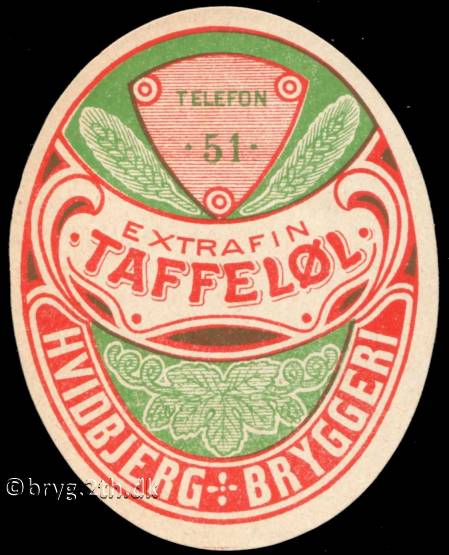 TELEFON
· 51 ·
EXTRAFIN
· TAFFELØL ·
HVIDBJERG BRYGGERI
©bryg.2th.dk